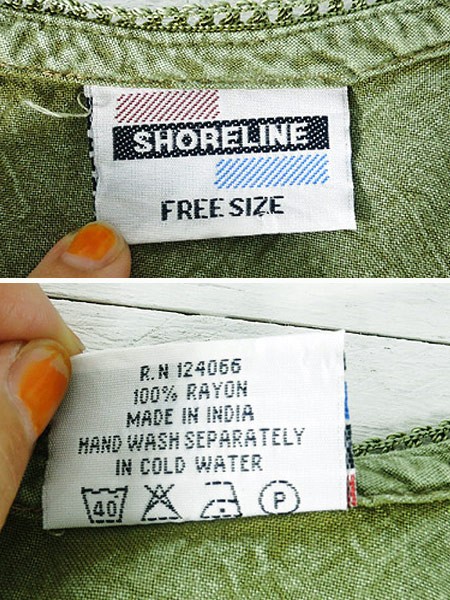 SHORELINE
FREE SIZE
R.N 124066
100% RAYON
MADE IN INDIA
HAND WASH SEPARATELY
IN COLD WATER
40 P